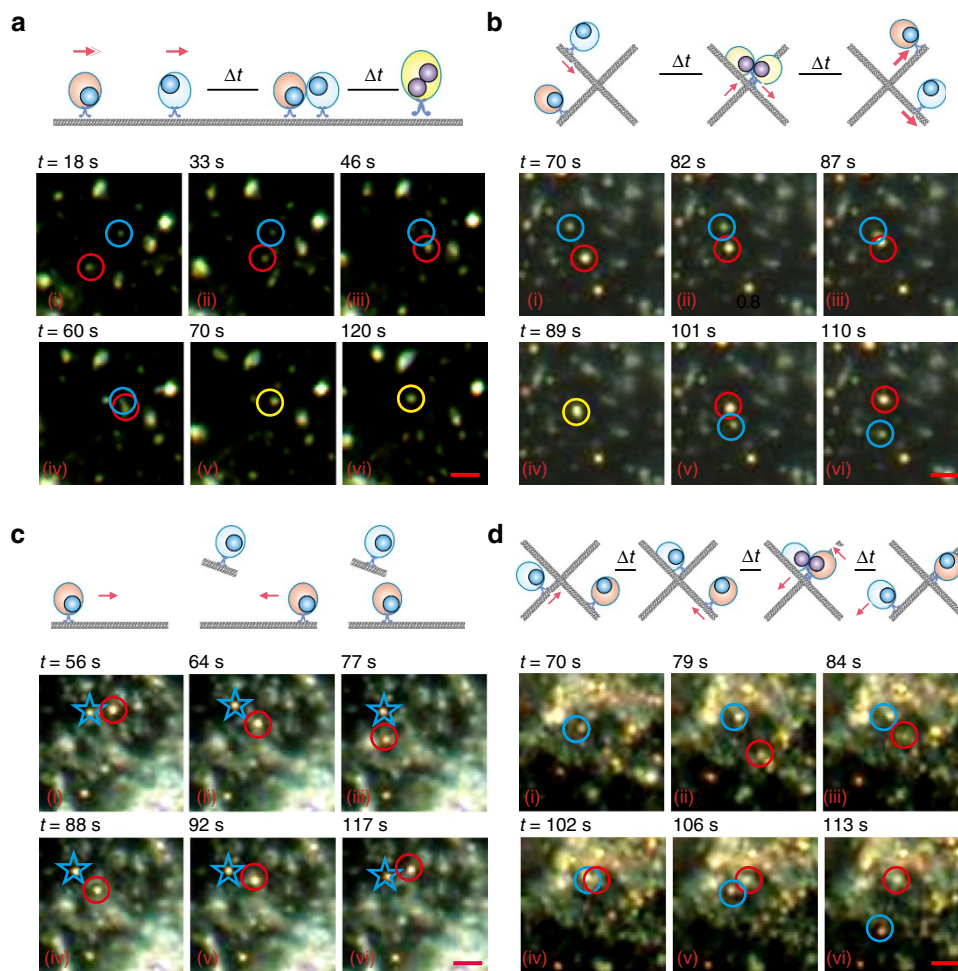 a
Δt
Δt
t = 18 s 33 s 46 s
(i) (ii) (iii)
t = 60 s 70 s 120 s
(iv) (v) (vi)
b
Δt
Δt
t = 70 s 82 s 87 s
(i) (ii) (iii)
0.8
t = 89 s 101 s 110 s
(iv) (v) (vi)
c
t = 56 s 64 s 77 s
(i) (ii) (iii)
t = 88 s 92 s 117 s
(iv) (v) (vi)
d
Δt
Δt
Δt
t = 70 s 79 s 84 s
(i) (ii) (iii)
t = 102 s 106 s 113 s
(iv) (v) (vi)